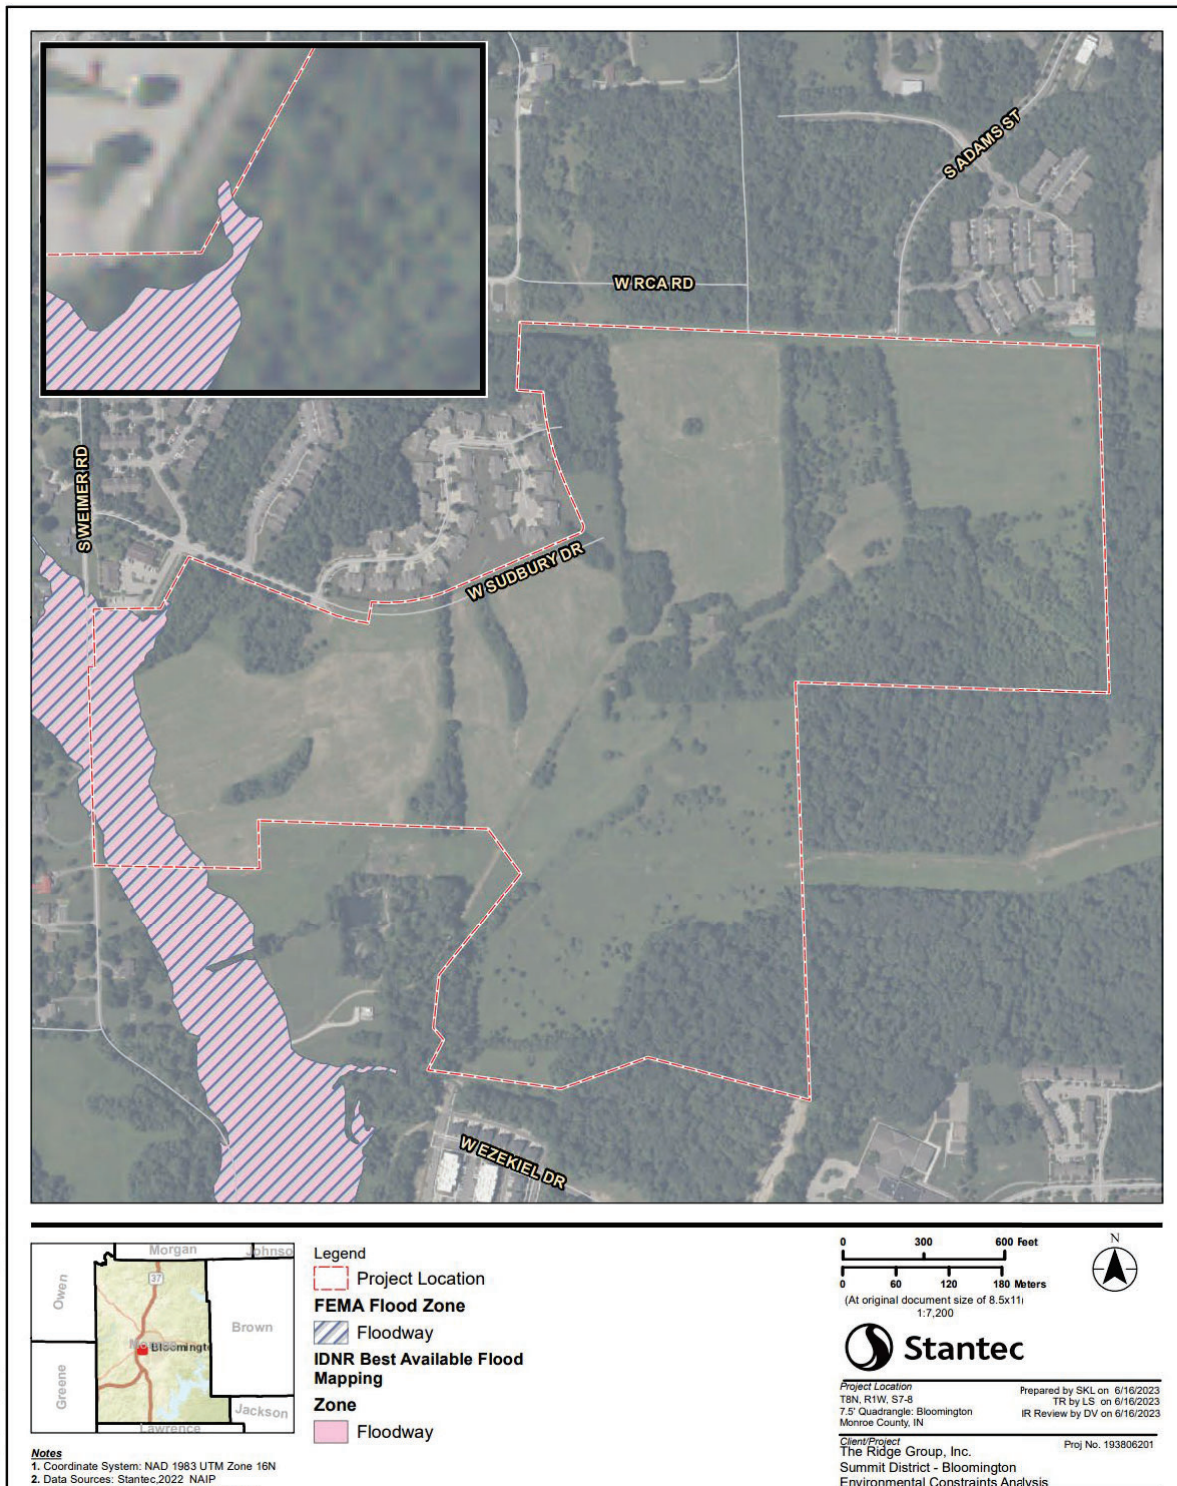 S ADAMS ST
W RCA RD
S WEIMER RD
W SUDBURY DR
W EZEKIEL DR
Morgan
Johnso
Owen
37
Brown
Bloomingto
Greene
Jackson
Lawrence
Legend
Project Location
FEMA Flood Zone
Floodway
IDNR Best Available Flood
Mapping
Zone
Floodway
0 300 600 Feet
0 60 120 180 Meters
(At original document size of 8.5x11)
1:7,200
N
Stantec
Project Location
T8N, R1W, S7-8
7.5' Quadrangle: Bloomington
Monroe County, IN
Prepared by SKL on 6/16/2023
TR by LS on 6/16/2023
IR Review by DV on 6/16/2023
Client/Project
Proj No. 193806201
The Ridge Group, Inc.
Summit District - Bloomington
Environmental Constraints Analysis
Notes
1. Coordinate System: NAD 1983 UTM Zone 16N
2. Data Sources: Stantec,2022 NAIP